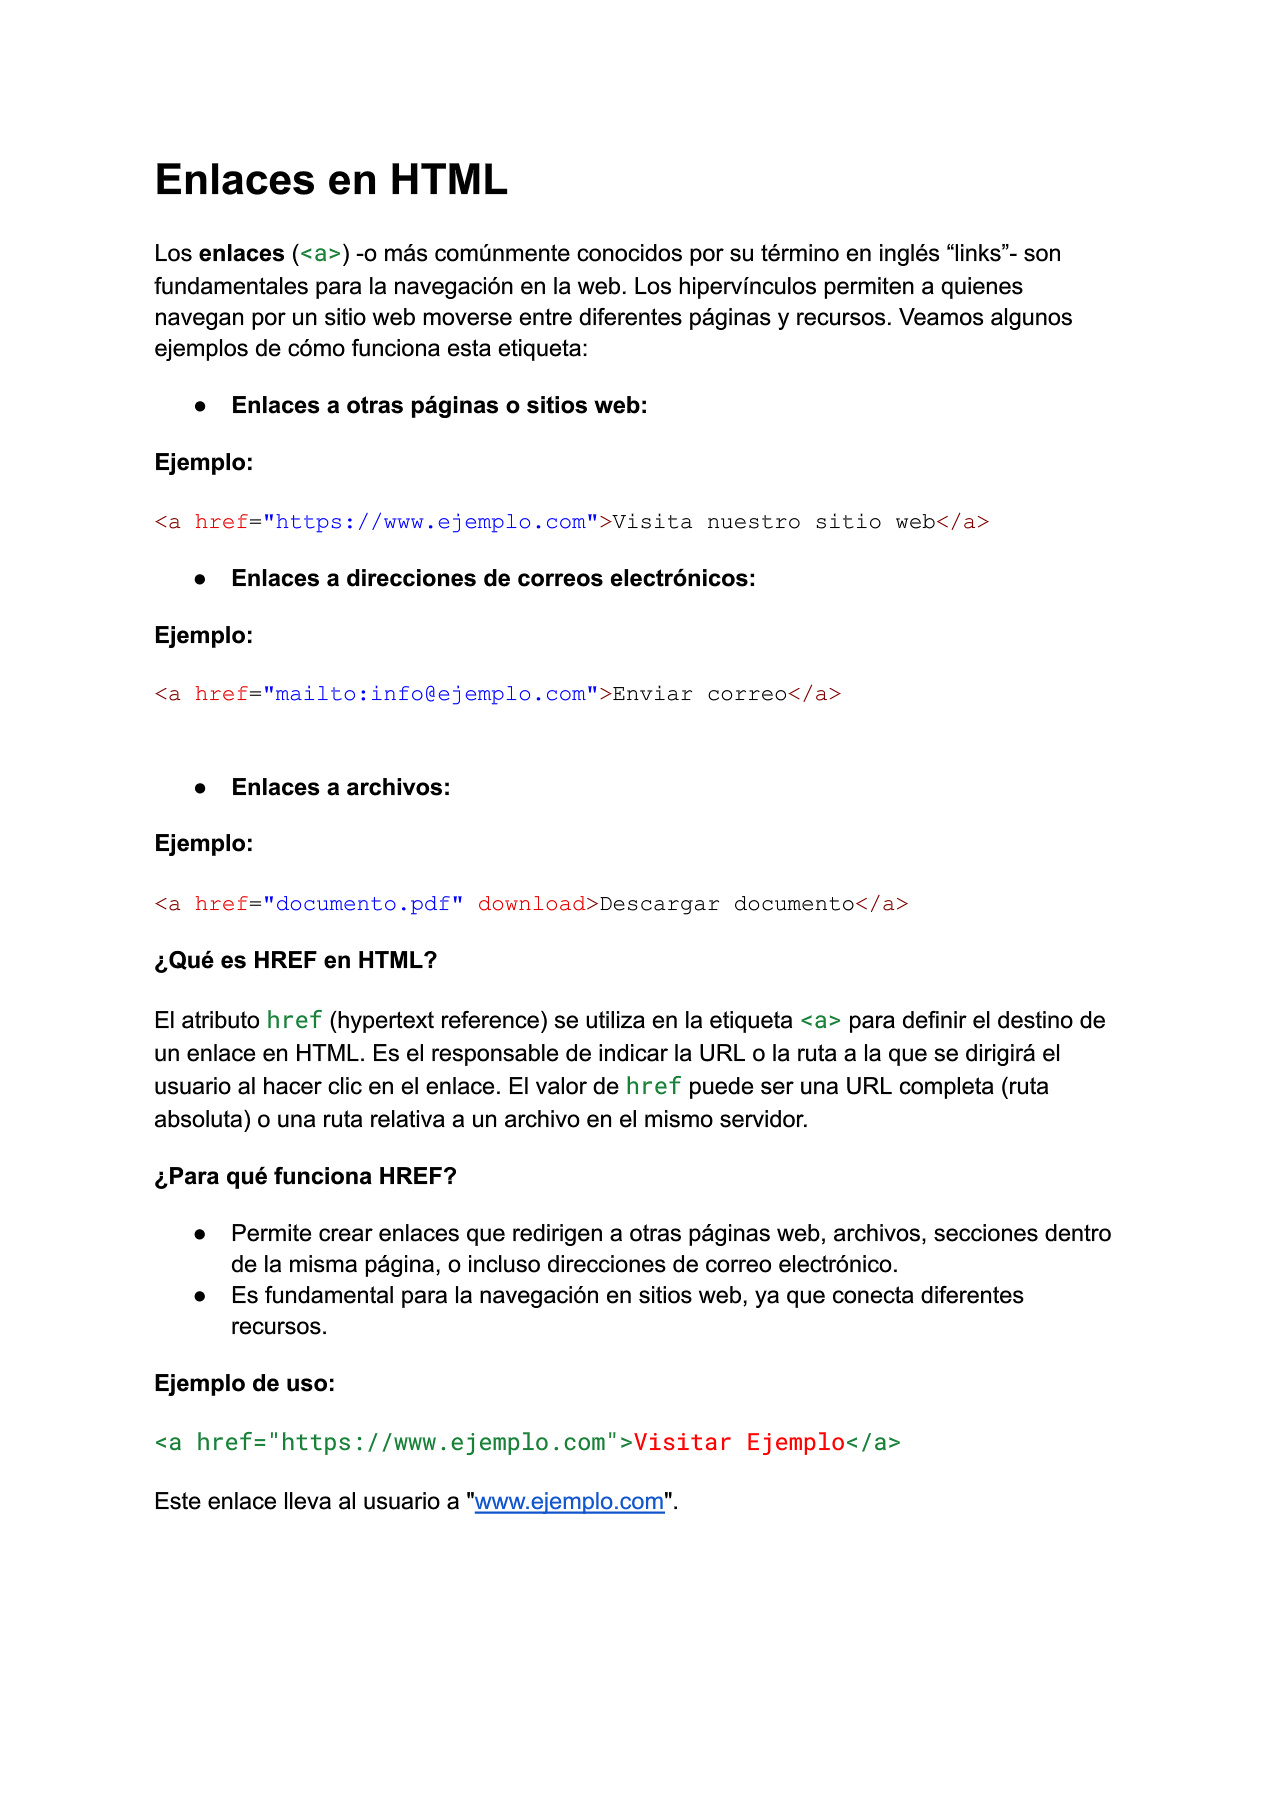 Enlaces en HTML
Los enlaces (<a>) -o más comúnmente conocidos por su término en inglés “links”- son
fundamentales para la navegación en la web. Los hipervínculos permiten a quienes
navegan por un sitio web moverse entre diferentes páginas y recursos. Veamos algunos
ejemplos de cómo funciona esta etiqueta:
● Enlaces a otras páginas o sitios web:
Ejemplo:
<a href="https://www.ejemplo.com">Visita nuestro sitio web</a>
● Enlaces a direcciones de correos electrónicos:
Ejemplo:
<a href="mailto:info@ejemplo.com">Enviar correo</a>
● Enlaces a archivos:
Ejemplo:
<a href="documento.pdf" download>Descargar documento</a>
¿Qué es HREF en HTML?
El atributo href (hypertext reference) se utiliza en la etiqueta <a> para definir el destino de
un enlace en HTML. Es el responsable de indicar la URL o la ruta a la que se dirigirá el
usuario al hacer clic en el enlace. El valor de href puede ser una URL completa (ruta
absoluta) o una ruta relativa a un archivo en el mismo servidor.
¿Para qué funciona HREF?
● Permite crear enlaces que redirigen a otras páginas web, archivos, secciones dentro
de la misma página, o incluso direcciones de correo electrónico.
● Es fundamental para la navegación en sitios web, ya que conecta diferentes
recursos.
Ejemplo de uso:
<a href="https://www.ejemplo.com">Visitar Ejemplo</a>
Este enlace lleva al usuario a "www.ejemplo.com".